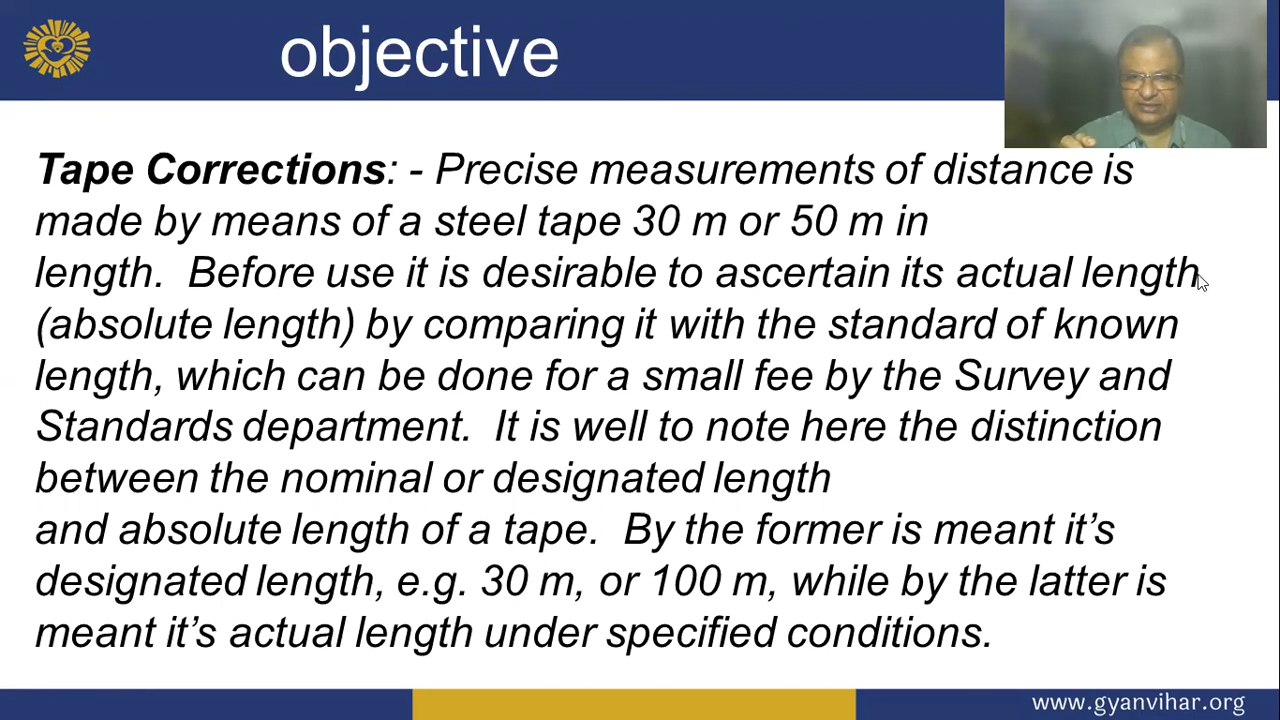 objective
Tape Corrections: - Precise measurements of distance is
made by means of a steel tape 30 m or 50 m in
length.  Before use it is desirable to ascertain its actual length
(absolute length) by comparing it with the standard of known
length, which can be done for a small fee by the Survey and
Standards department.  It is well to note here the distinction
between the nominal or designated length
and absolute length of a tape.  By the former is meant it’s
designated length, e.g. 30 m, or 100 m, while by the latter is
meant it’s actual length under specified conditions.
www.gyanvihar.org